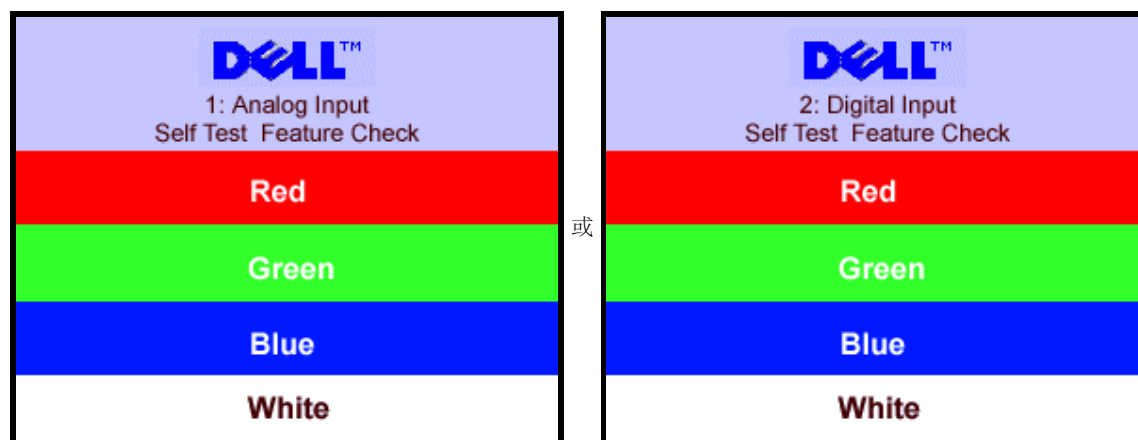 DELL™
1: Analog Input
Self Test Feature Check
Red
Green
Blue
White
或
DELL™
2: Digital Input
Self Test Feature Check
Red
Green
Blue
White